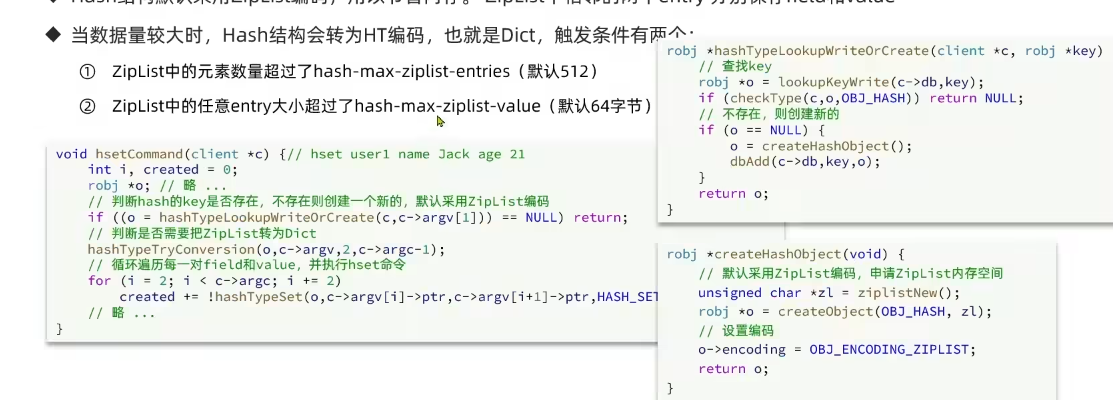 Hash结构默认采用ZipList编码，用以节省内存。 ZipList中相邻的两个entry 分别保存field和value
◆ 当数据量较大时，Hash结构会转为HT编码，也就是Dict，触发条件有两个：
① ZipList中的元素数量超过了hash-max-ziplist-entries（默认512）
② ZipList中的任意entry大小超过了hash-max-ziplist-value（默认64字节）
void hsetCommand(client *c) {// hset user1 name Jack age 21
int i, created = 0;
robj *o; // 略 ...
// 判断hash的key是否存在，不存在则创建一个新的，默认采用ZipList编码
if ((o = hashTypeLookupWriteOrCreate(c,c->argv[1])) == NULL) return;
// 判断是否需要把ZipList转为Dict
hashTypeTryConversion(o,c->argv,2,c->argc-1);
// 循环遍历每一对field和value，并执行hset命令
for (i = 2; i < c->argc; i += 2)
created += !hashTypeSet(o,c->argv[i]->ptr,c->argv[i+1]->ptr,HASH_SET
// 略 ...
}
robj *hashTypeLookupWriteOrCreate(client *c, robj *key)
// 查找key
robj *o = lookupKeyWrite(c->db,key);
if (checkType(c,o,OBJ_HASH)) return NULL;
// 不存在，则创建新的
if (o == NULL) {
o = createHashObject();
dbAdd(c->db,key,o);
}
return o;
}
robj *createHashObject(void) {
// 默认采用ZipList编码，申请ZipList内存空间
unsigned char *zl = ziplistNew();
robj *o = createObject(OBJ_HASH, zl);
// 设置编码
o->encoding = OBJ_ENCODING_ZIPLIST;
return o;
}